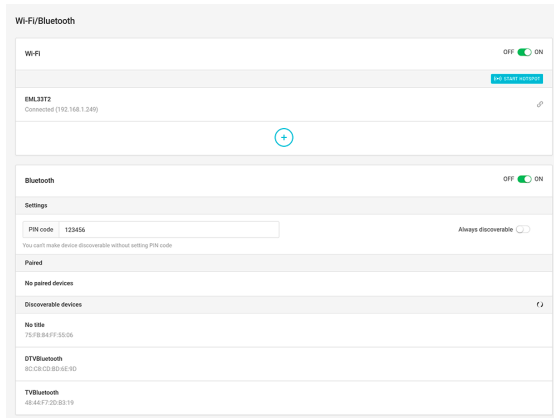 Wi-Fi/Bluetooth
Wi-Fi
OFF ON
START HOTSPOT
EML33T2
Connected (192.168.1.249)
+
Bluetooth
OFF ON
Settings
PIN code 123456
Always discoverable
You can't make device discoverable without setting PIN code
Paired
No paired devices
Discoverable devices
No title
75:FB:84:FF:55:06
DTVBluetooth
8C:C8:CD:BD:6E:9D
TVBluetooth
48:44:F7:2D:B3:19